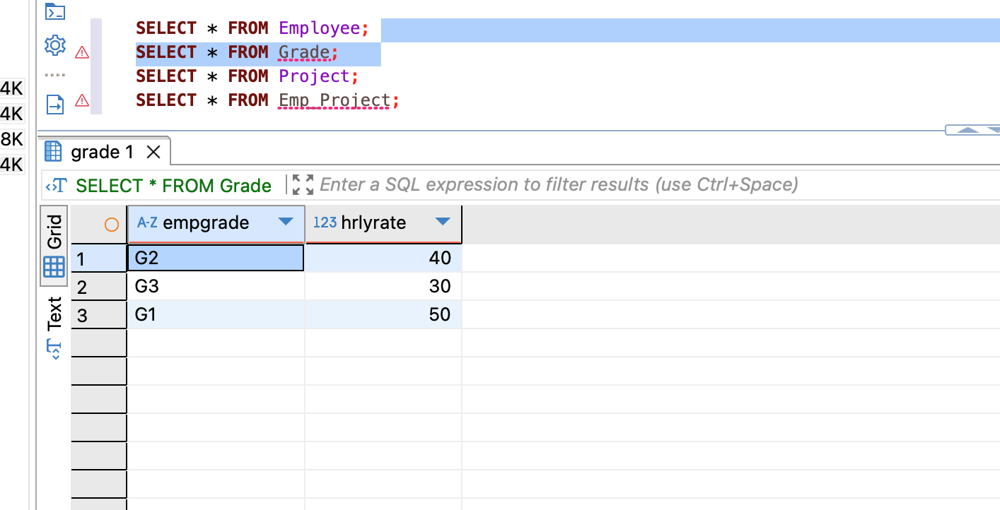 SELECT * FROM Employee;
SELECT * FROM Grade;
SELECT * FROM Project;
SELECT * FROM Emp_Project;
4K
4K
8K
4K
grade 1
SELECT * FROM Grade Enter a SQL expression to filter results (use Ctrl+Space)
Grid
Text
A-Z empgrade 123 hrlyrate
1 G2 40
2 G3 30
3 G1 50